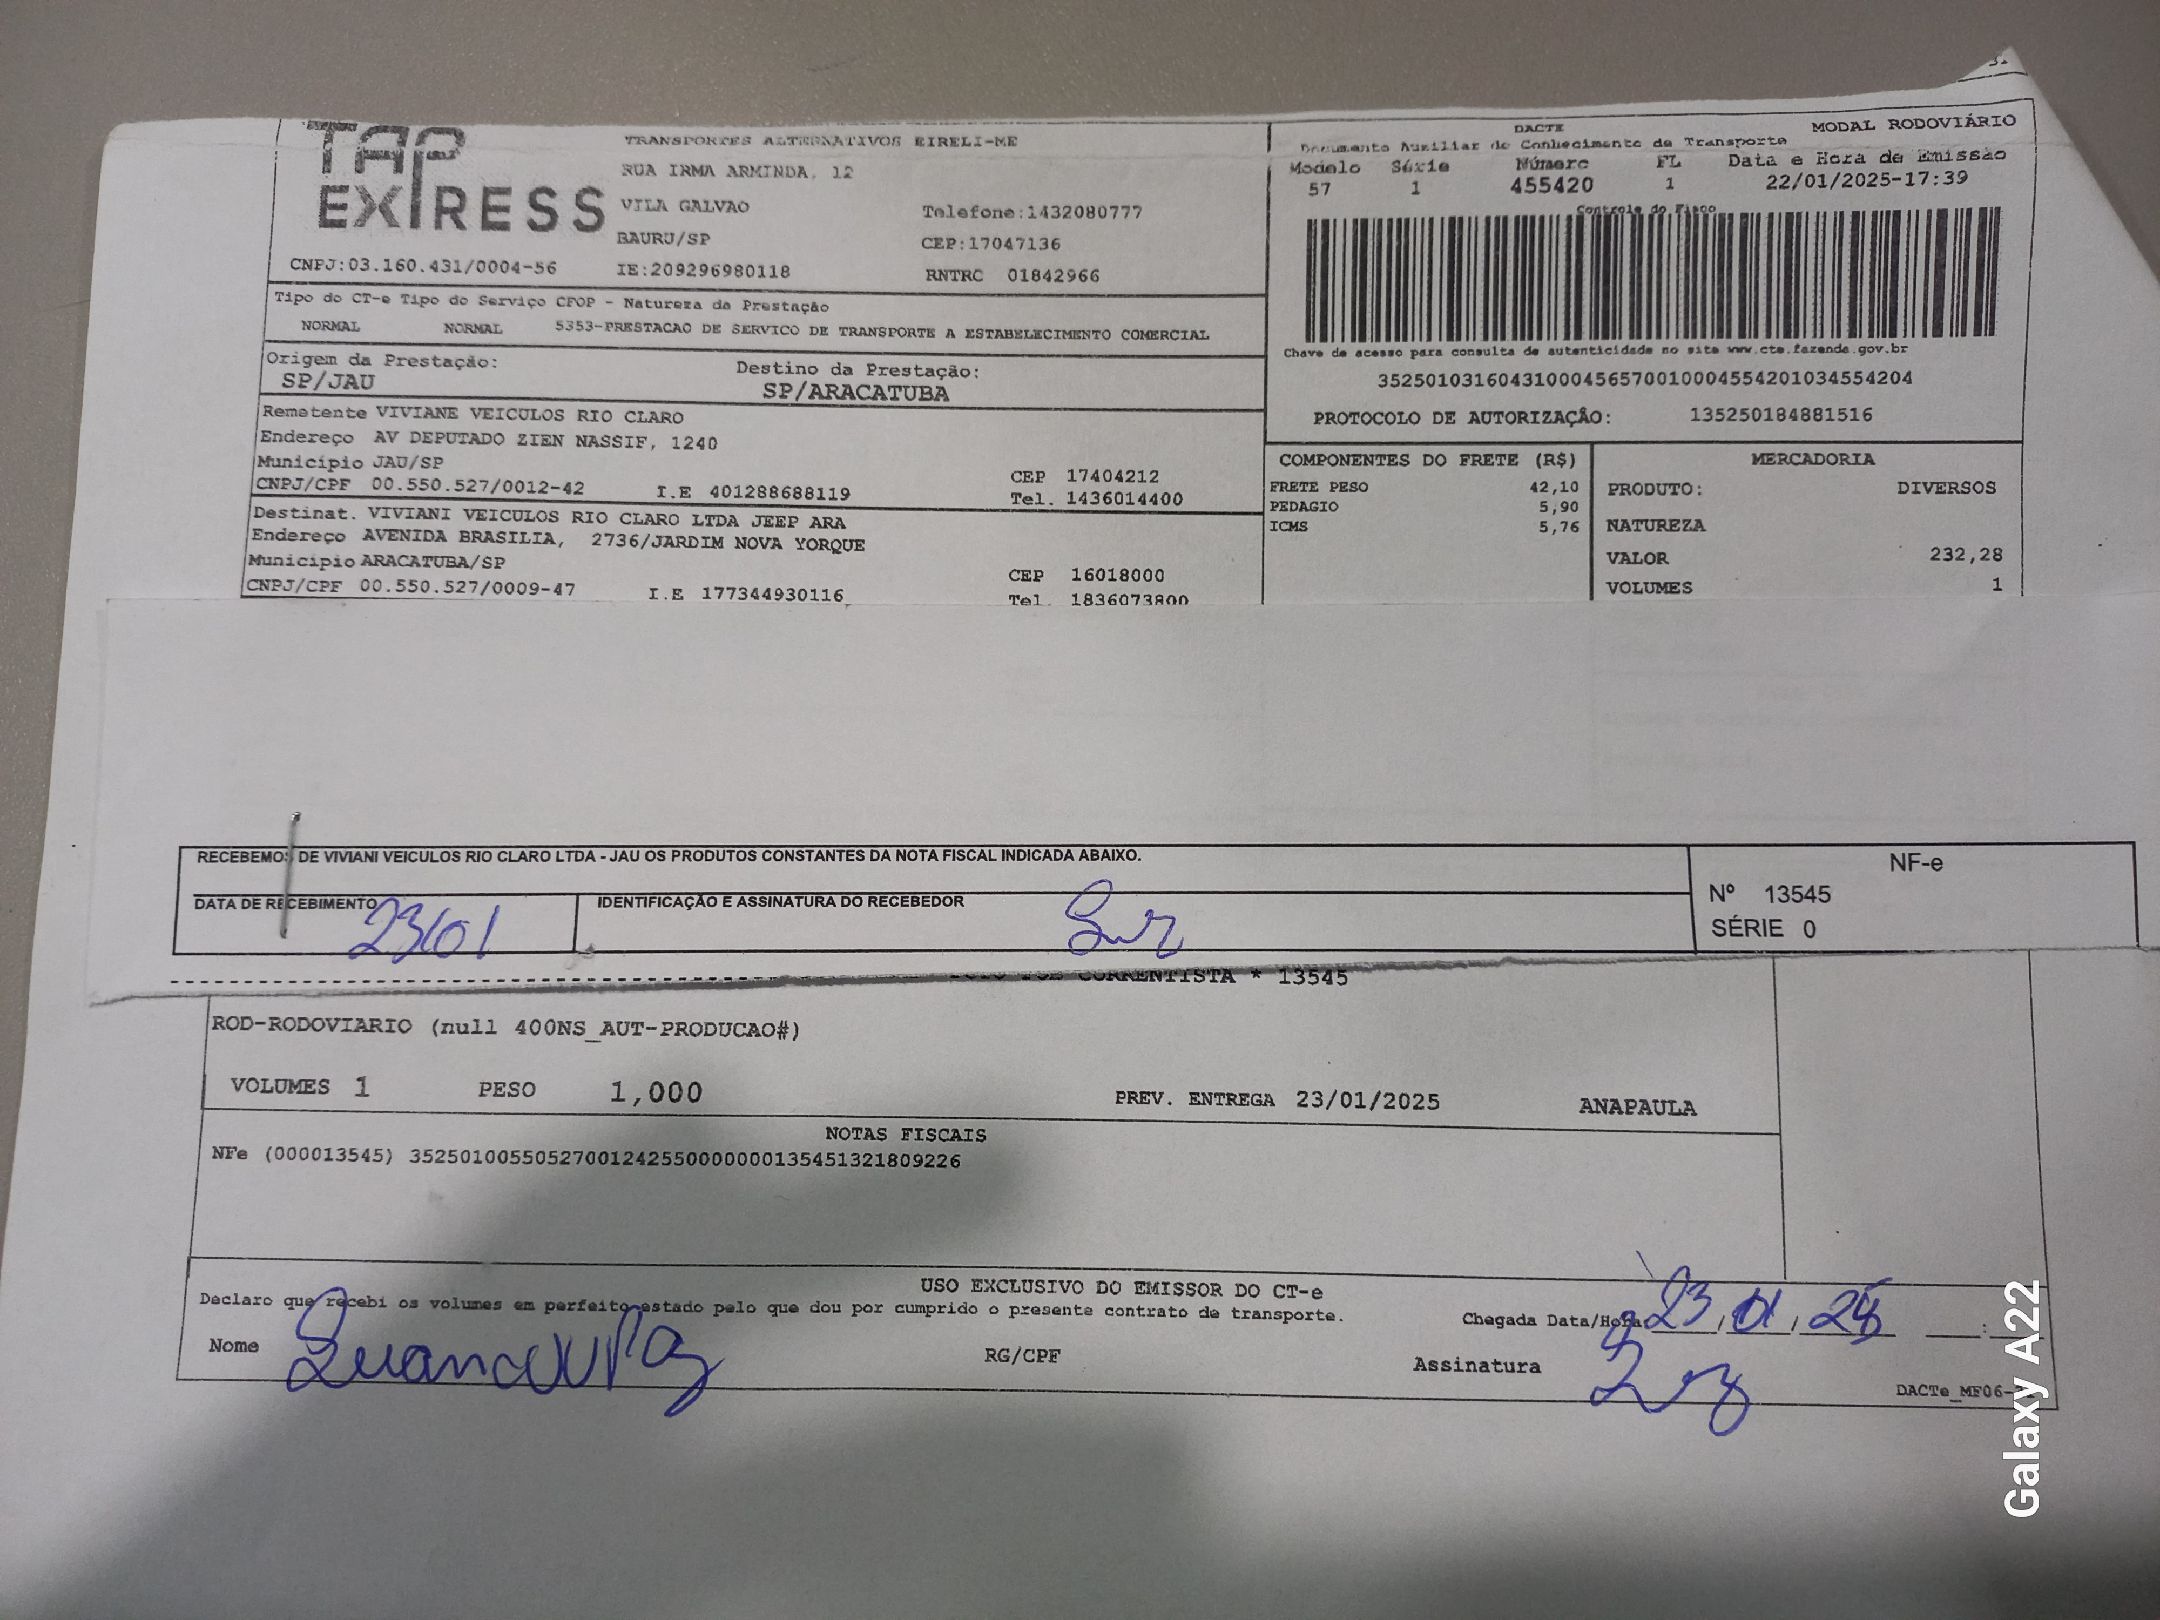 TAP EXPRESS
TRANSPORTES ALTERNATIVOS EIRELI-ME
RUA IRMA ARMINDA, 12
VILA GALVAO Telefone:1432080777
BAURU/SP CEP:17047136
CNPJ:03.160.431/0004-56 IE:209296980118 RNTRC 01842966
DACTE MODAL RODOVIÁRIO
Documento Auxiliar de Conhecimento de Transporte
Modelo Série Número FL Data e Hora de Emissão
57 1 455420 1 22/01/2025-17:39
Controle do Fisco
Chave de acesso para consulta de autenticidade no site www.cte.fazenda.gov.br
35250103160431000456570010004554201034554204
PROTOCOLO DE AUTORIZAÇÃO: 135250184881516
Tipo do CT-e Tipo do Serviço CFOP - Natureza da Prestação
NORMAL NORMAL 5353-PRESTACAO DE SERVICO DE TRANSPORTE A ESTABELECIMENTO COMERCIAL
Origem da Prestação: Destino da Prestação:
SP/JAU SP/ARACATUBA
Remetente VIVIANE VEICULOS RIO CLARO
Endereço AV DEPUTADO ZIEN NASSIF, 1240
Município JAU/SP CEP 17404212
CNPJ/CPF 00.550.527/0012-42 I.E 401288688119 Tel. 1436014400
Destinat. VIVIANI VEICULOS RIO CLARO LTDA JEEP ARA
Endereço AVENIDA BRASILIA, 2736/JARDIM NOVA YORQUE
Município ARACATUBA/SP CEP 16018000
CNPJ/CPF 00.550.527/0009-47 I.E 177344930116 Tel. 1836073800
COMPONENTES DO FRETE (R$)
FRETE PESO 42,10
PEDAGIO 5,90
ICMS 5,76
MERCADORIA
PRODUTO: DIVERSOS
NATUREZA
VALOR 232,28
VOLUMES 1
RECEBEMOS DE VIVIANI VEICULOS RIO CLARO LTDA - JAU OS PRODUTOS CONSTANTES DA NOTA FISCAL INDICADA ABAIXO.
DATA DE RECEBIMENTO IDENTIFICAÇÃO E ASSINATURA DO RECEBEDOR
23/01
NF-e
Nº 13545
SÉRIE 0
CORRENTISTA * 13545
ROD-RODOVIARIO (null 400NS_AUT-PRODUCAO#)
VOLUMES 1 PESO 1,000 PREV. ENTREGA 23/01/2025 ANAPAULA
NOTAS FISCAIS
NFe (000013545) 35250100550527001242550000000135451321809226
USO EXCLUSIVO DO EMISSOR DO CT-e
Declaro que recebi os volumes em perfeito estado pelo que dou por cumprido o presente contrato de transporte.
Chegada Data/Hora 23/01/25
Nome RG/CPF Assinatura
DACTe_MF06-
Galaxy A22